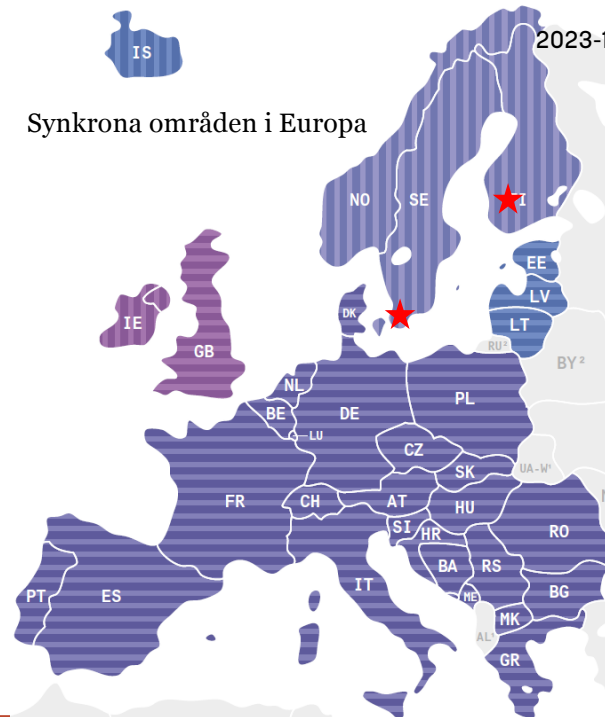 2023-1
IS
Synkrona områden i Europa
NO
SE
FI
EE
LV
LT
DK
IE
GB
RU²
BY²
NL
BE
DE
PL
LU
CZ
SK
UA-W¹
FR
CH
AT
HU
RO
SI
HR
BA
RS
IT
PT
ES
ME
BG
MK
AL¹
GR